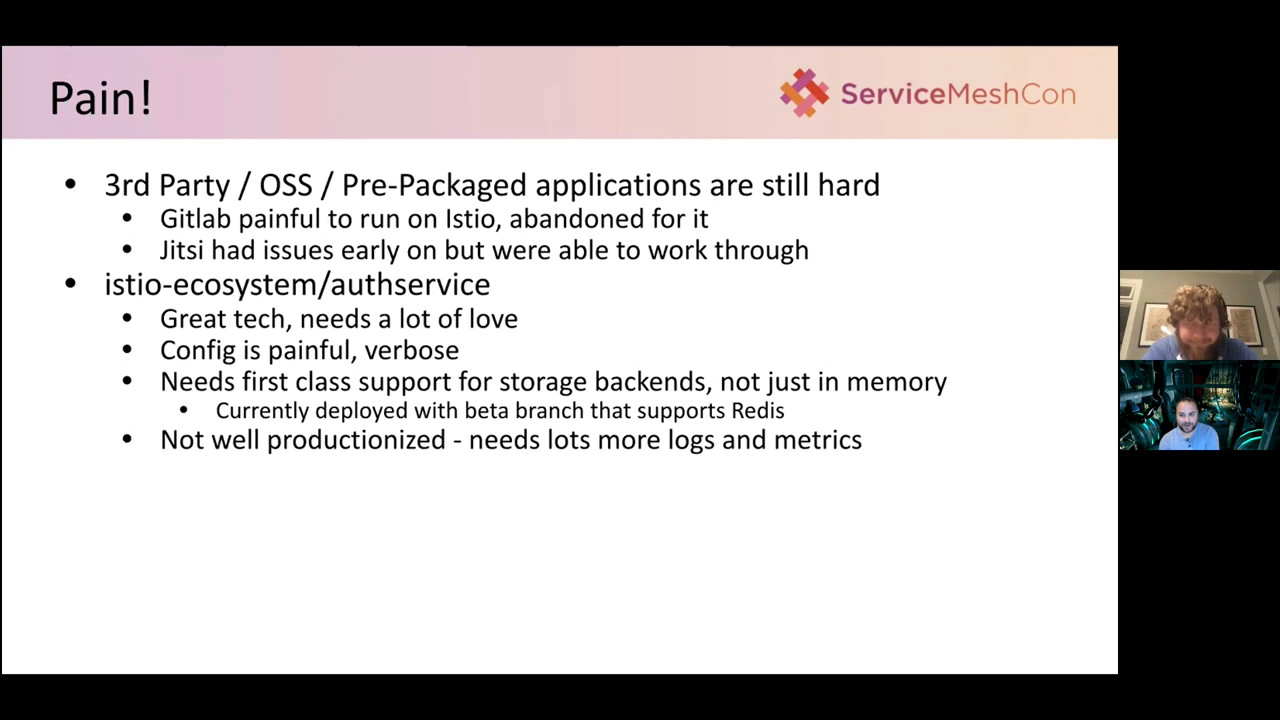 Pain!
ServiceMeshCon
• 3rd Party / OSS / Pre-Packaged applications are still hard
• Gitlab painful to run on Istio, abandoned for it
• Jitsi had issues early on but were able to work through
• istio-ecosystem/authservice
• Great tech, needs a lot of love
• Config is painful, verbose
• Needs first class support for storage backends, not just in memory
• Currently deployed with beta branch that supports Redis
• Not well productionized - needs lots more logs and metrics